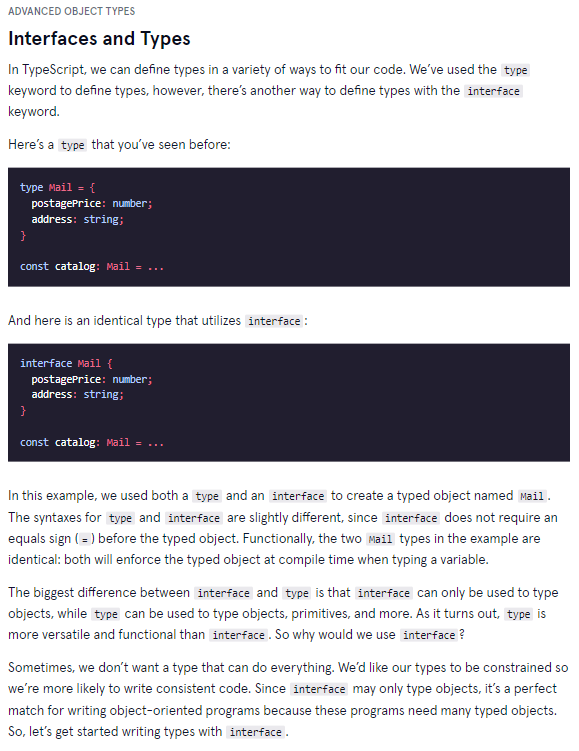 ADVANCED OBJECT TYPES
Interfaces and Types
In TypeScript, we can define types in a variety of ways to fit our code. We've used the type
keyword to define types, however, there's another way to define types with the interface
keyword.
Here's a type that you've seen before:
type Mail = {
  postagePrice: number;
  address: string;
}
const catalog: Mail = ...
And here is an identical type that utilizes interface:
interface Mail {
  postagePrice: number;
  address: string;
}
const catalog: Mail = ...
In this example, we used both a type and an interface to create a typed object named Mail.
The syntaxes for type and interface are slightly different, since interface does not require an
equals sign (=) before the typed object. Functionally, the two Mail types in the example are
identical: both will enforce the typed object at compile time when typing a variable.
The biggest difference between interface and type is that interface can only be used to type
objects, while type can be used to type objects, primitives, and more. As it turns out, type is
more versatile and functional than interface. So why would we use interface?
Sometimes, we don't want a type that can do everything. We'd like our types to be constrained so
we're more likely to write consistent code. Since interface may only type objects, it's a perfect
match for writing object-oriented programs because these programs need many typed objects.
So, let's get started writing types with interface.